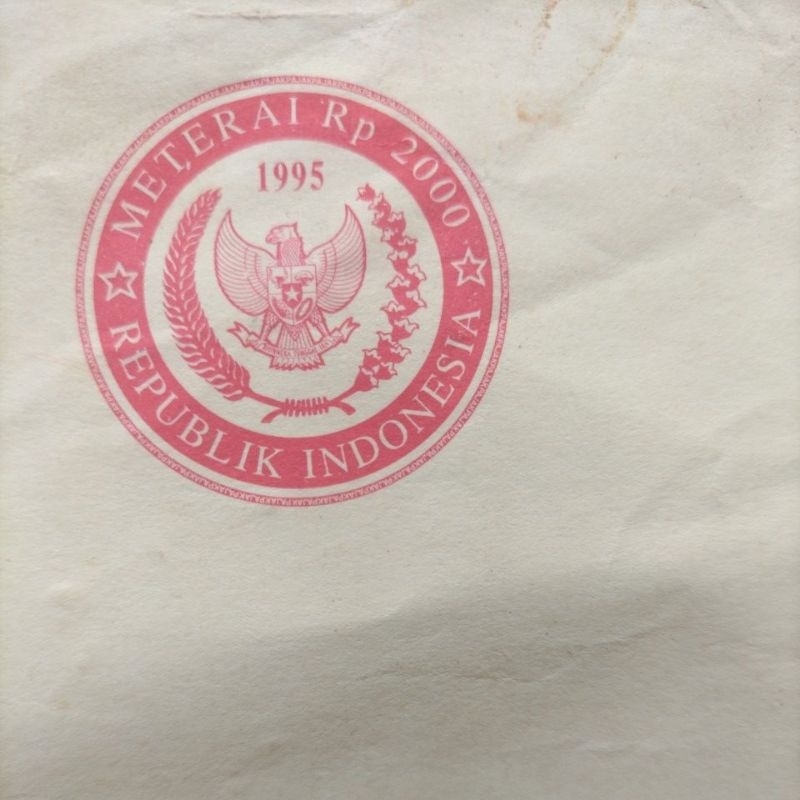 METERAI Rp 2000
1995
REPUBLIK INDONESIA